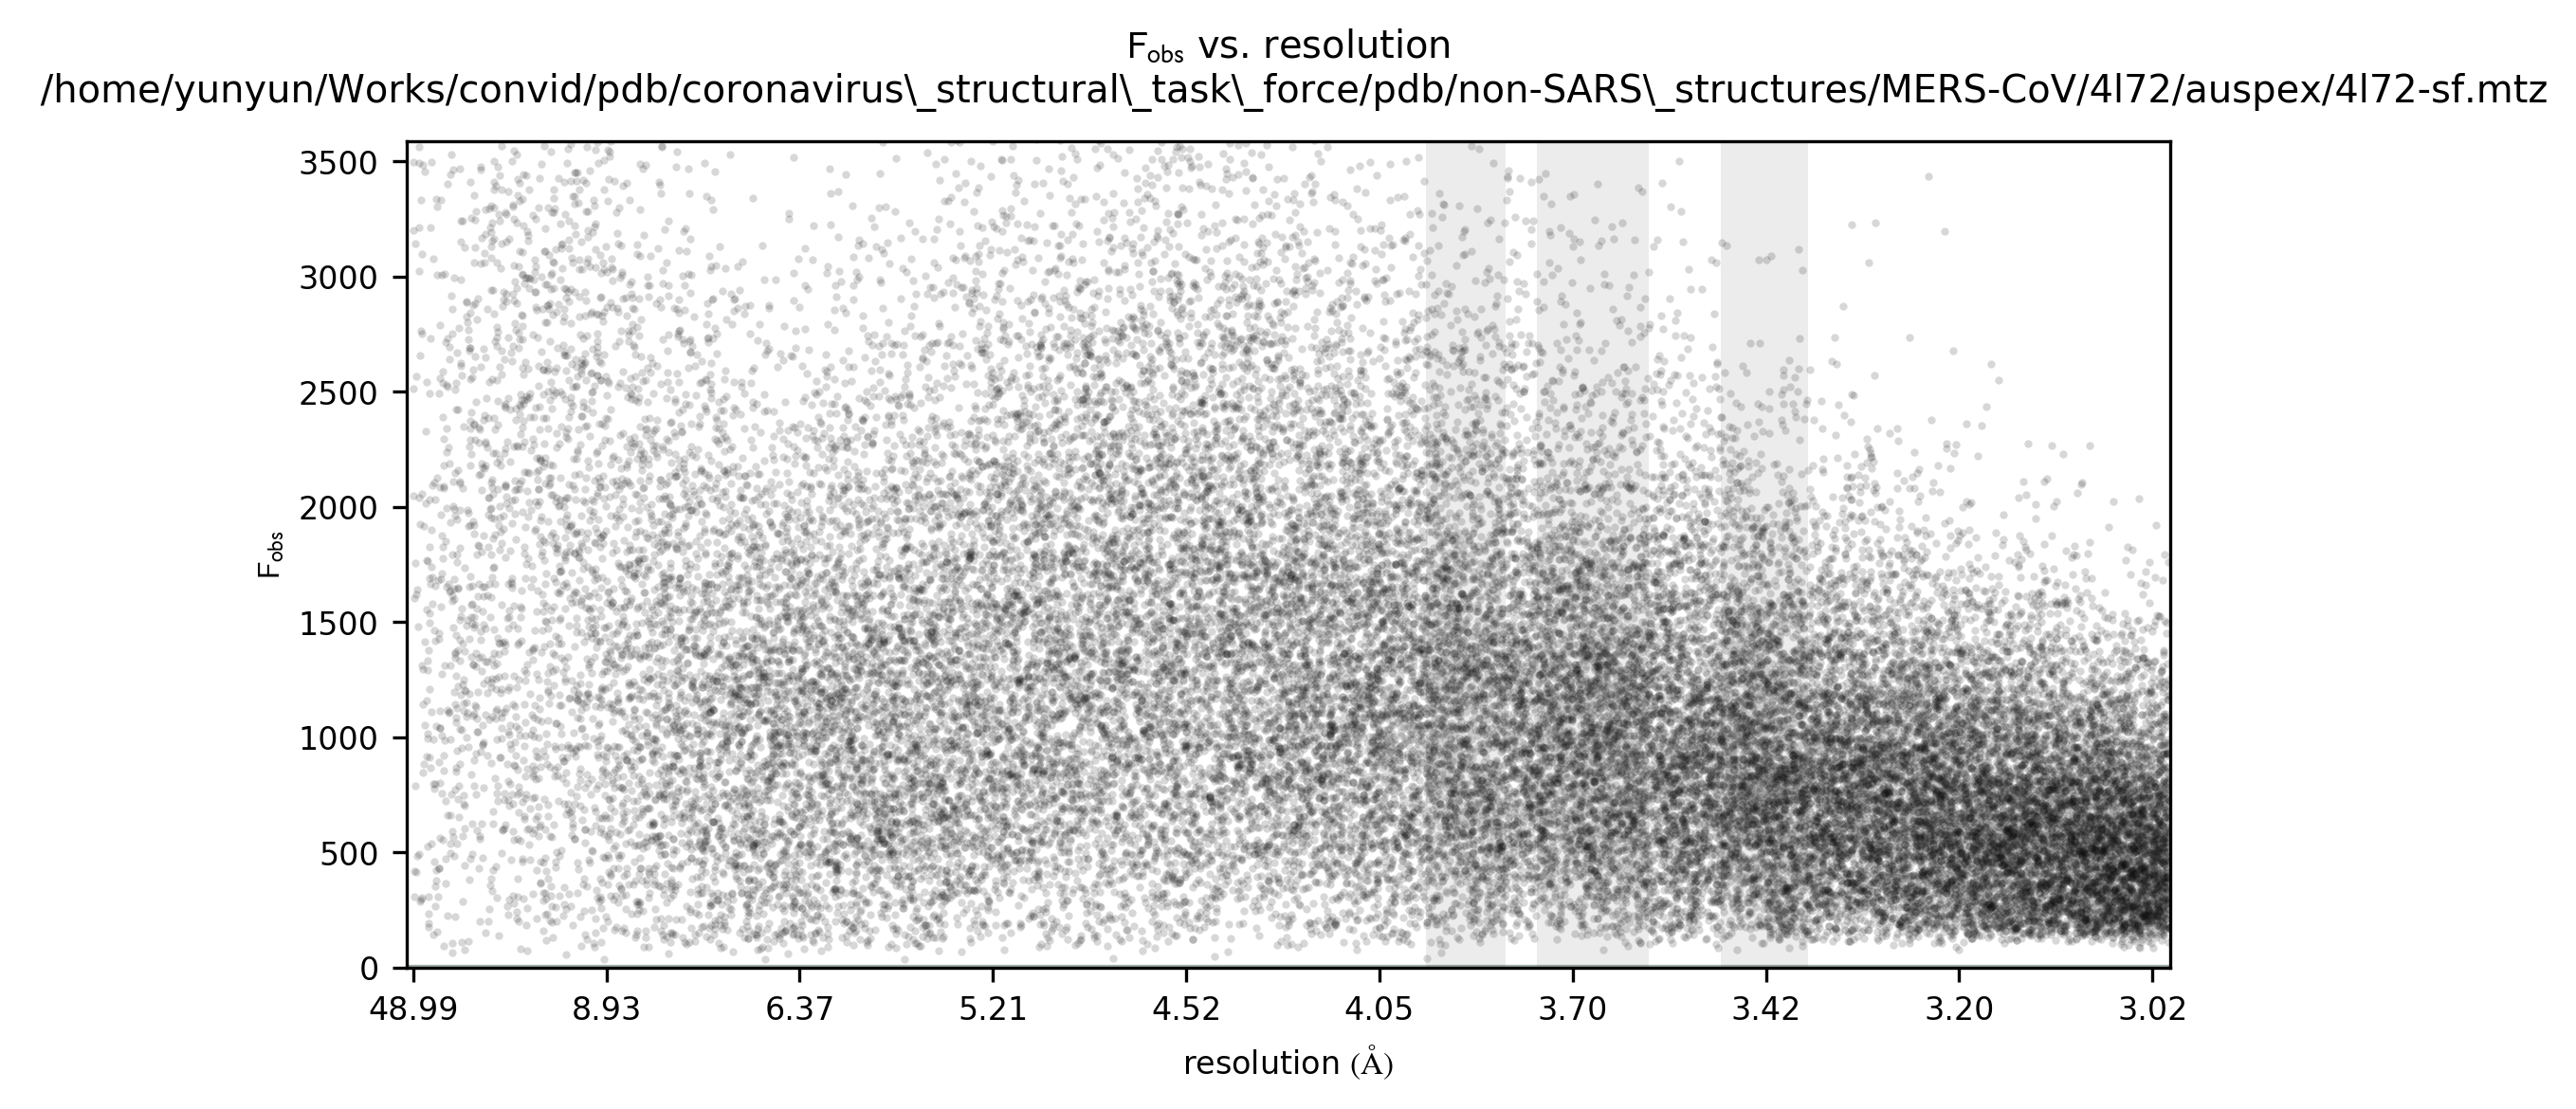 Fobs vs. resolution
/home/yunyun/Works/convid/pdb/coronavirus\_structural\_task\_force/pdb/non-SARS\_structures/MERS-CoV/4l72/auspex/4l72-sf.mtz
3500
3000
2500
2000
1500
1000
500
0
Fobs
48.99 8.93 6.37 5.21 4.52 4.05 3.70 3.42 3.20 3.02
resolution (Å)